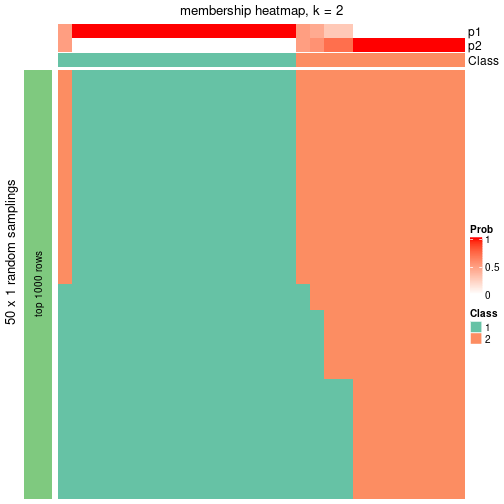 membership heatmap, k = 2
p1
p2
Class
50 x 1 random samplings
top 1000 rows
Prob
1
0.5
0
Class
1
2